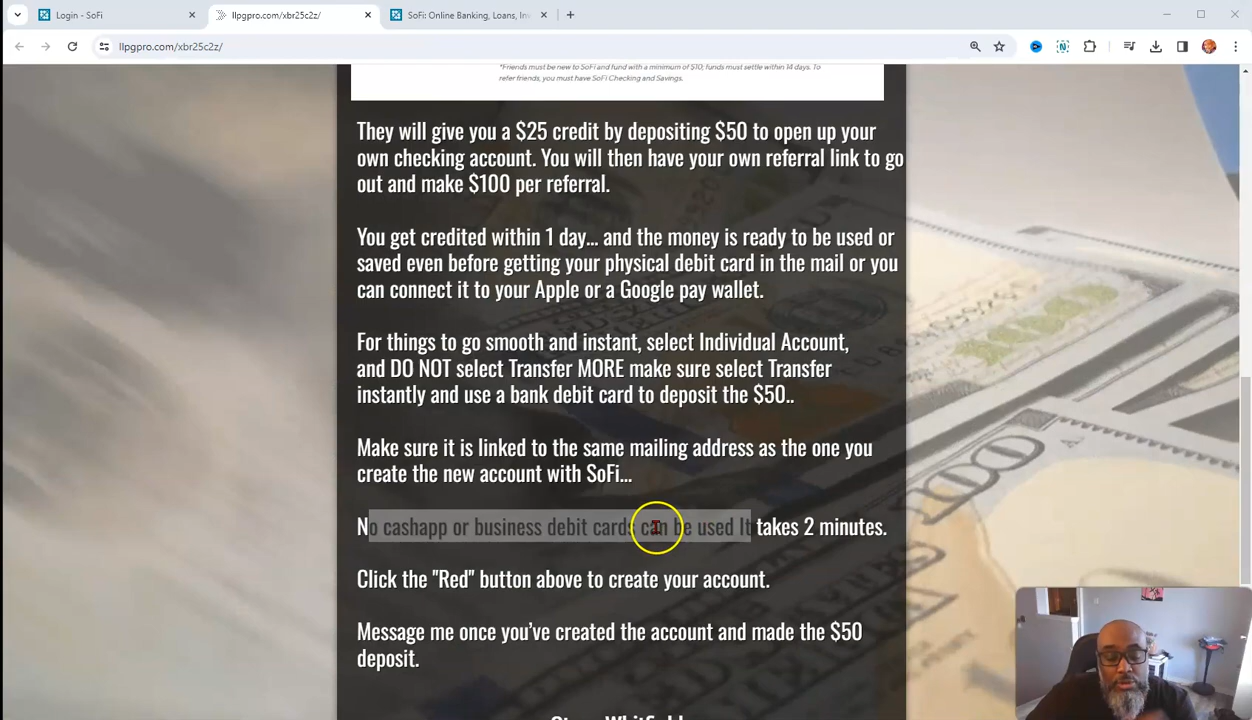 Login - SoFi
llpgpro.com/xbr25c2z/
SoFi: Online Banking, Loans, In
llpgpro.com/xbr25c2z/
*Friends must be new to SoFi and fund with a minimum of $10; funds must settle within 14 days. To
refer friends, you must have SoFi Checking and Savings.
They will give you a $25 credit by depositing $50 to open up your
own checking account. You will then have your own referral link to go
out and make $100 per referral.
You get credited within 1 day... and the money is ready to be used or
saved even before getting your physical debit card in the mail or you
can connect it to your Apple or a Google pay wallet.
For things to go smooth and instant, select Individual Account,
and DO NOT select Transfer MORE make sure select Transfer
instantly and use a bank debit card to deposit the $50..
Make sure it is linked to the same mailing address as the one you
create the new account with SoFi...
No cashapp or business debit cards can be used It takes 2 minutes.
Click the "Red" button above to create your account.
Message me once you've created the account and made the $50
deposit.